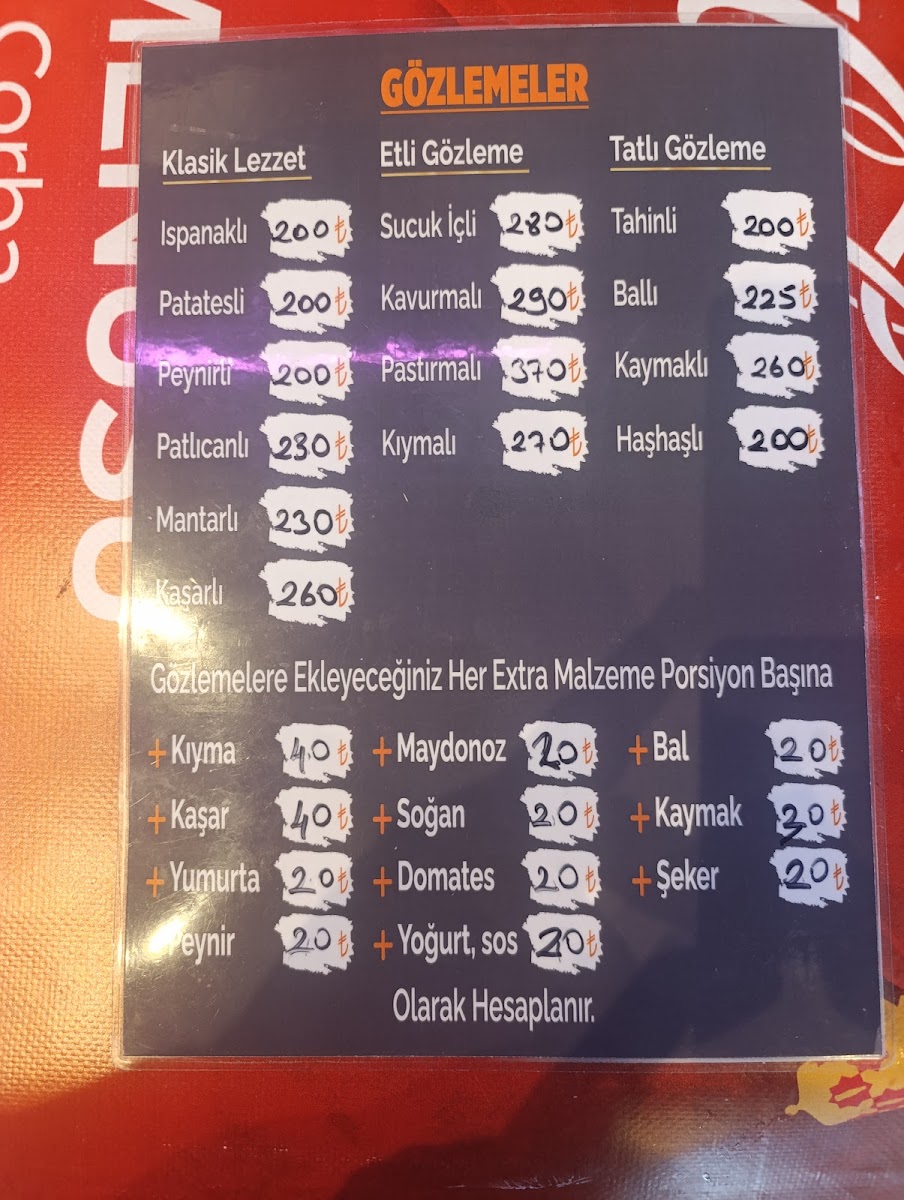 GÖZLEMELER
Klasik Lezzet
Ispanaklı 200₺
Patatesli 200₺
Peynirli 200₺
Patlıcanlı 230₺
Mantarlı 230₺
Kaşarlı 260₺
Etli Gözleme
Sucuk İçli 280₺
Kavurmalı 290₺
Pastırmalı 370₺
Kıymalı 270₺
Tatlı Gözleme
Tahinli 200₺
Ballı 225₺
Kaymaklı 260₺
Haşhaşlı 200₺
Gözlemelere Ekleyeceğiniz Her Extra Malzeme Porsiyon Başına
+ Kıyma 40₺
+ Kaşar 40₺
+ Yumurta 20₺
Peynir 20₺
+ Maydonoz 20₺
+ Soğan 20₺
+ Domates 20₺
+ Yoğurt, sos 20₺
+ Bal 20₺
+ Kaymak 30₺
+ Şeker 20₺
Olarak Hesaplanır.